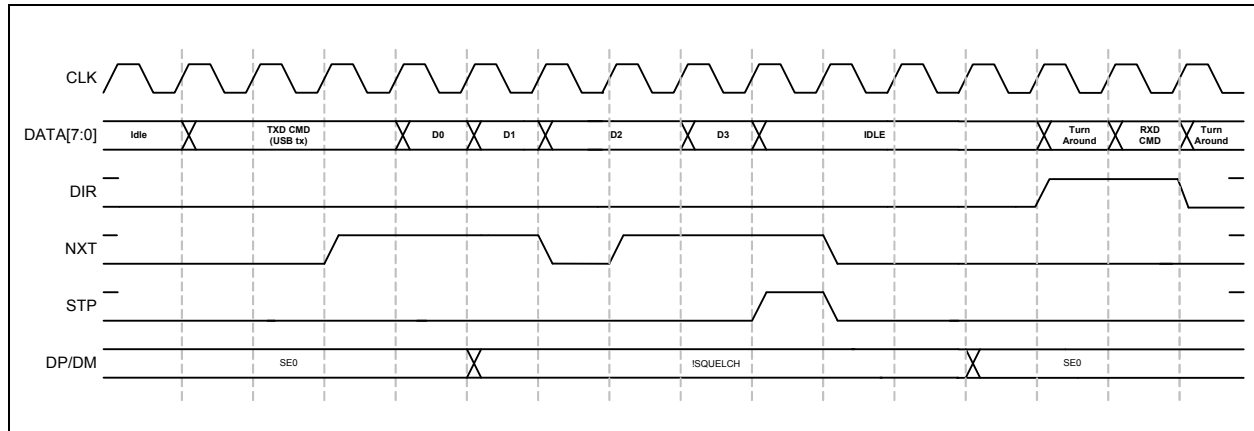 CLK
DATA[7:0]
Idle
TXD CMD
(USB tx)
D0
D1
D2
D3
IDLE
Turn
Around
RXD
CMD
Turn
Around
DIR
NXT
STP
DP/DM
SE0
!SQUELCH
SE0